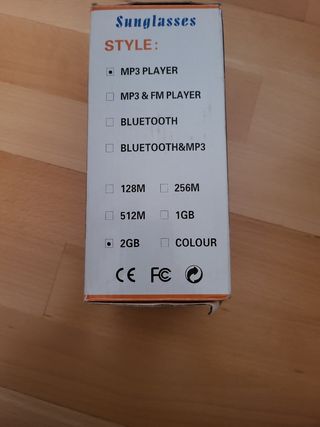 Sunglasses
STYLE:
MP3 PLAYER
MP3 & FM PLAYER
BLUETOOTH
BLUETOOTH&MP3
128M 256M
512M 1GB
2GB COLOUR
CE FC